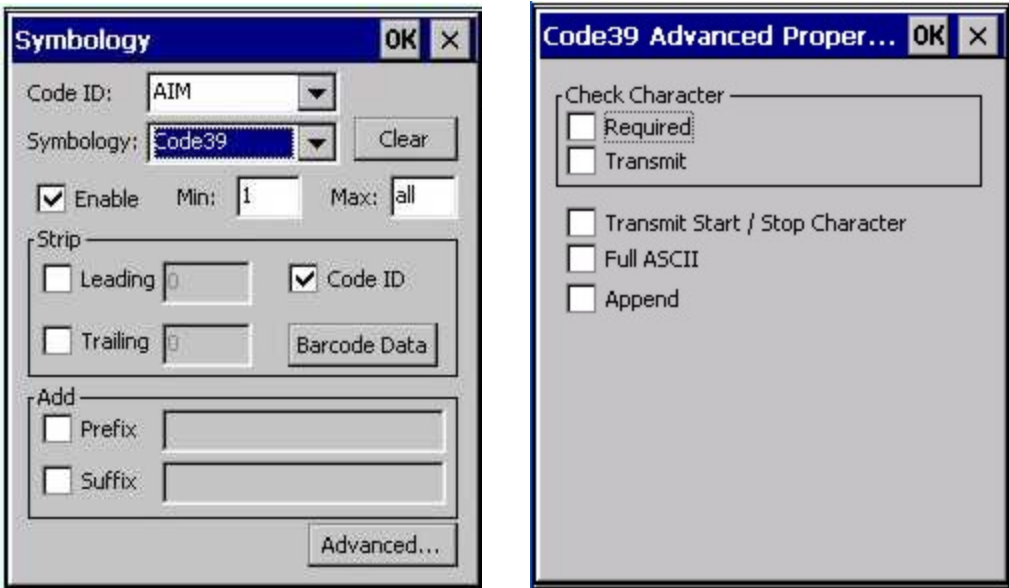 Symbology OK ×
Code ID: AIM
Symbology: Code39 Clear
Enable Min: 1 Max: all
Strip
Leading 0 Code ID
Trailing 0 Barcode Data
Add
Prefix
Suffix
Advanced...
Code39 Advanced Proper... OK ×
Check Character
Required
Transmit
Transmit Start / Stop Character
Full ASCII
Append